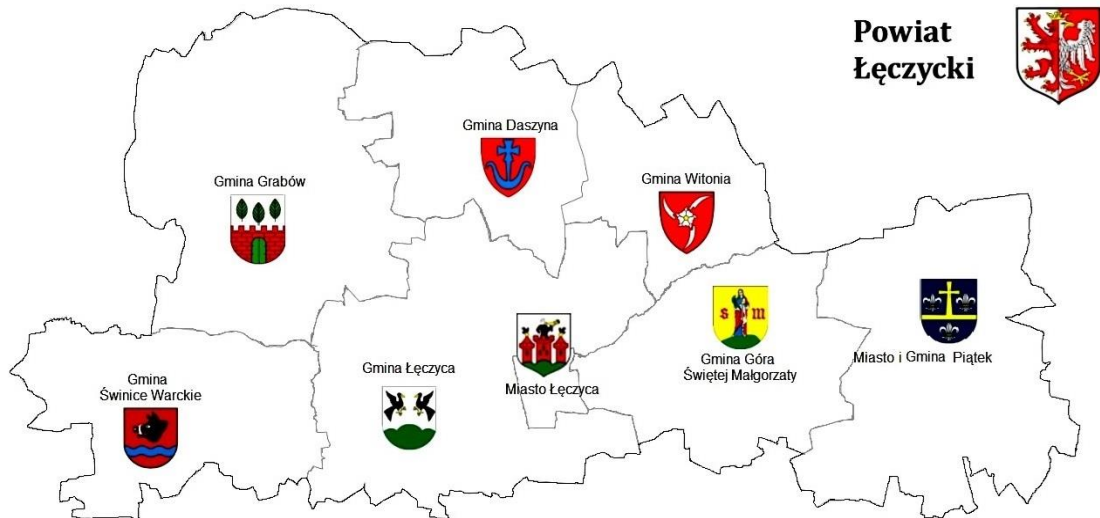 Powiat
Łęczycki
Gmina Daszyna
Gmina Witonia
Gmina Grabów
Gmina Góra
Świętej Małgorzaty
s m
Miasto i Gmina Piątek
Gmina Łęczyca
Miasto Łęczyca
Gmina
Świnice Warckie